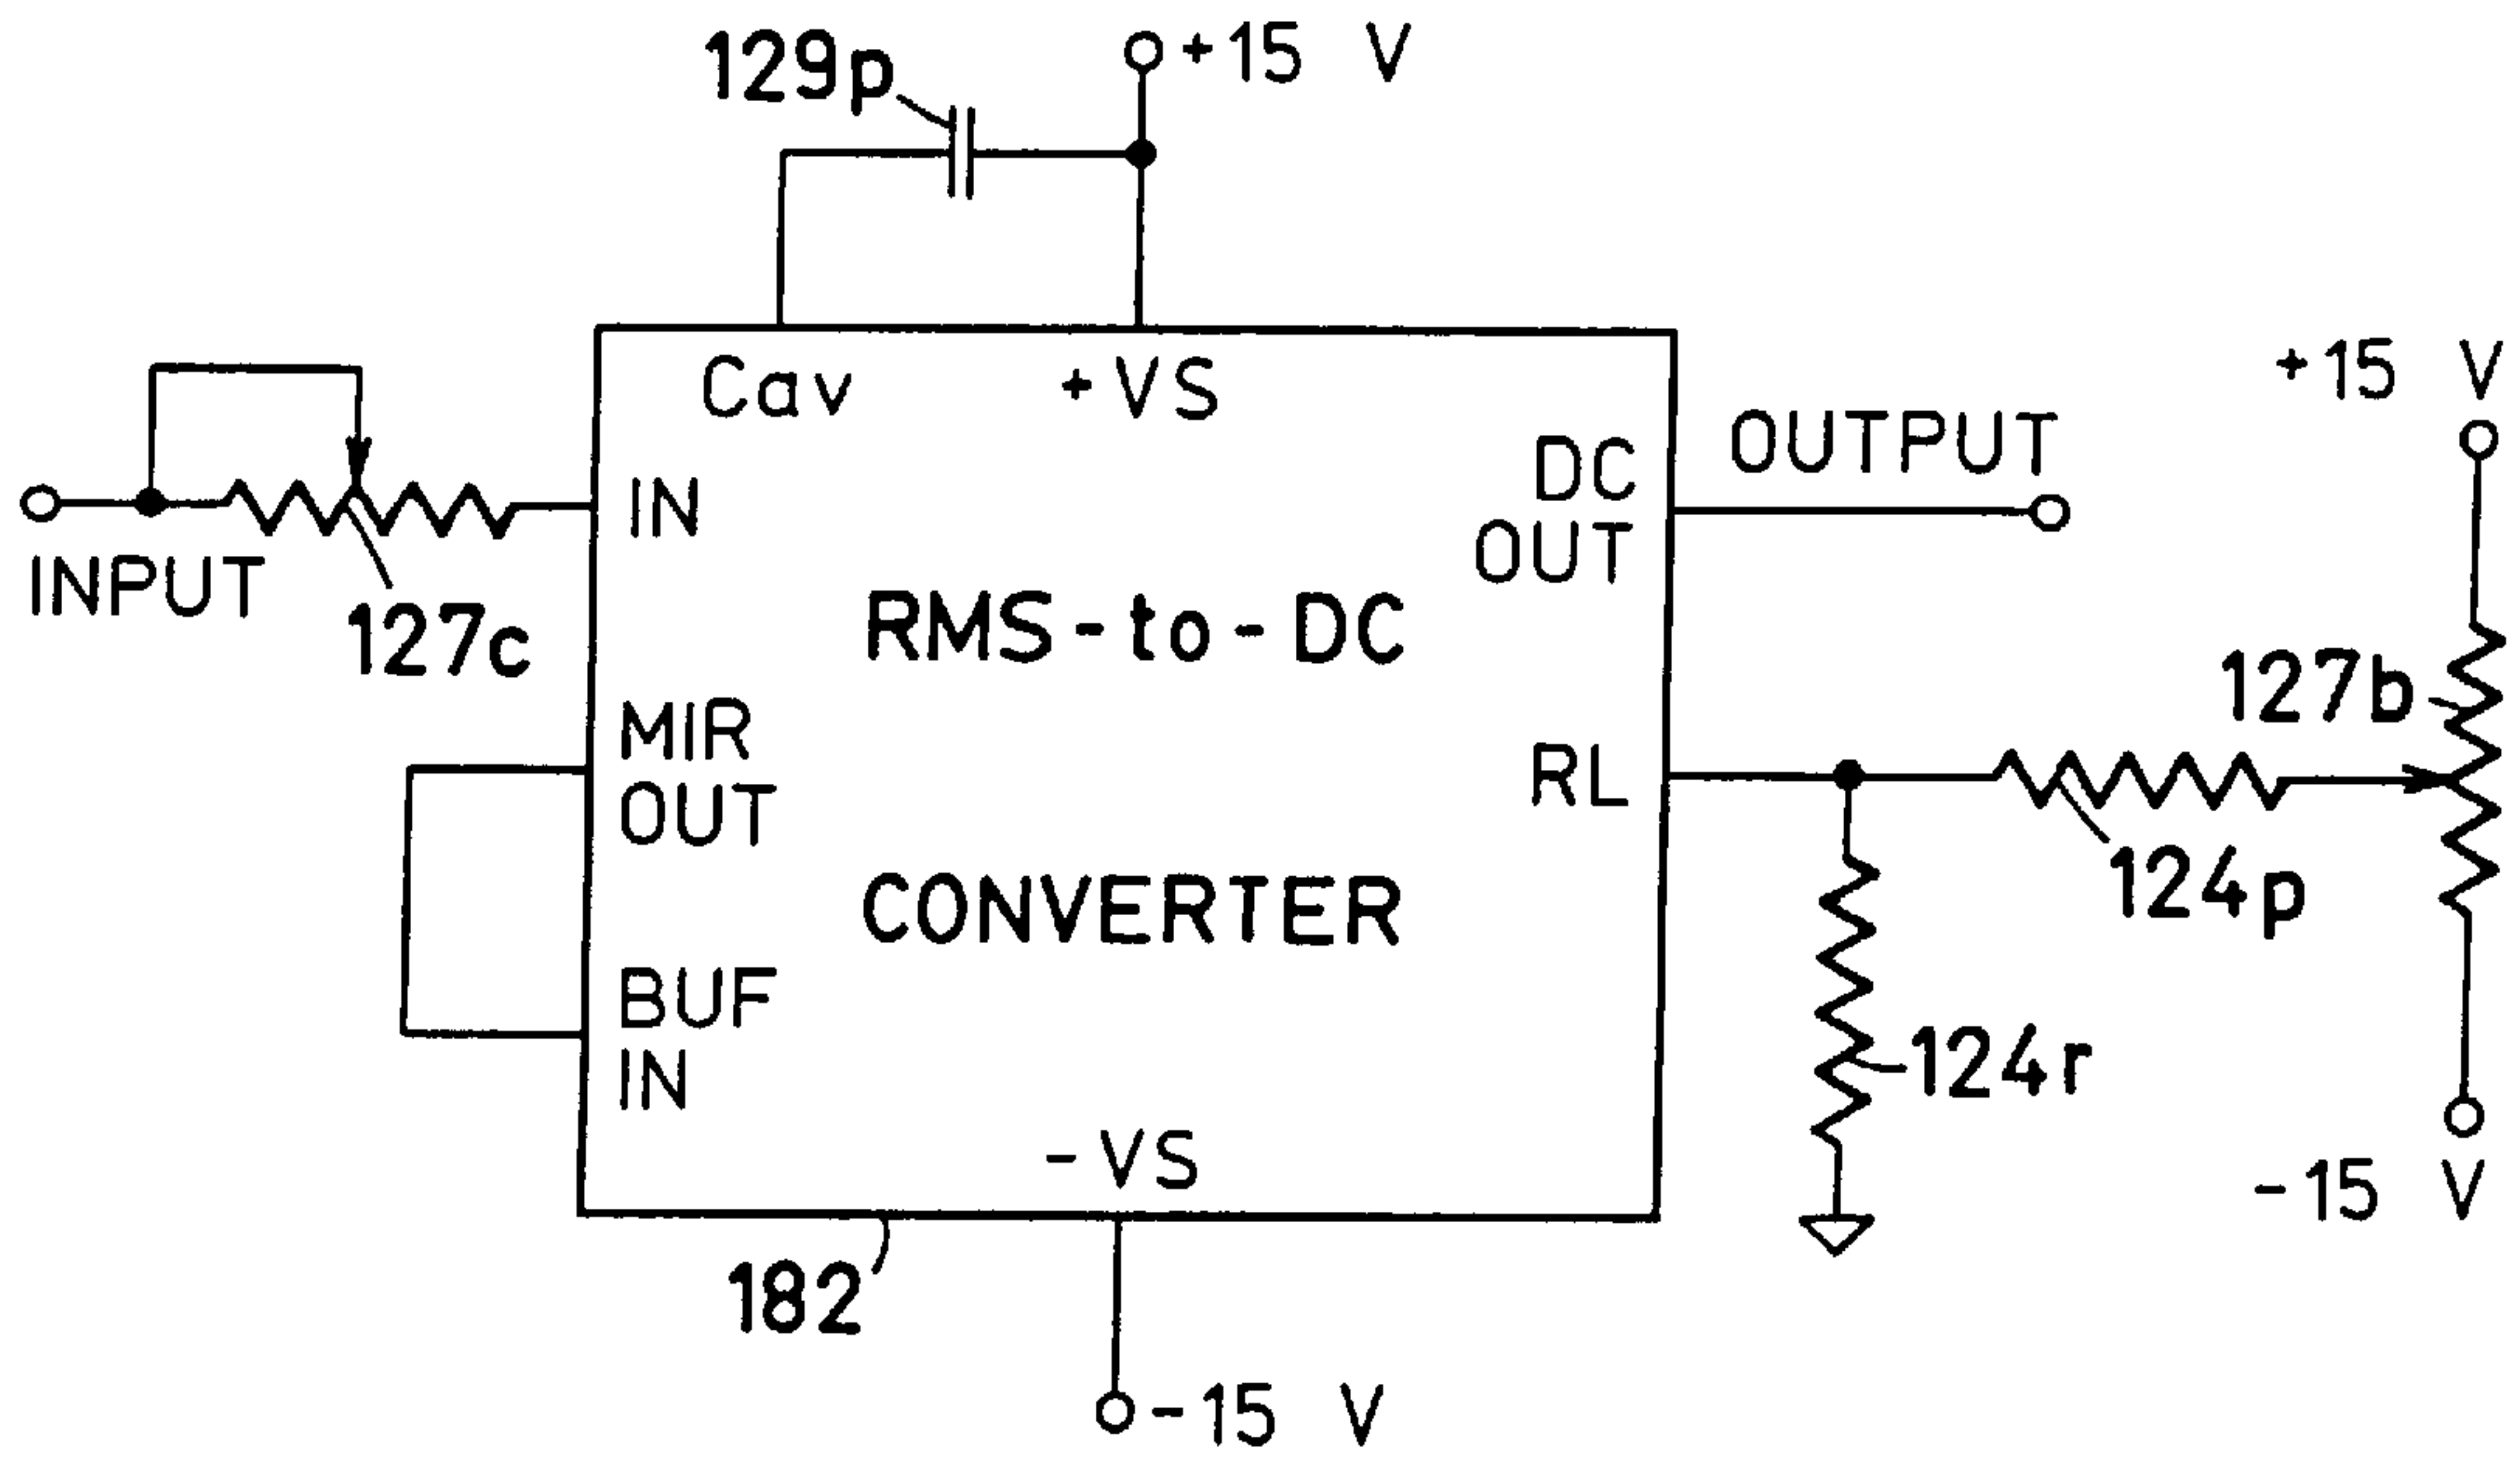 129p
+15 V
Cav
+VS
+15 V
OUTPUT
DC
OUT
IN
INPUT
127c
RMS-to-DC
127b
MIR
OUT
RL
124p
CONVERTER
BUF
IN
124r
-VS
-15 V
182
-15 V